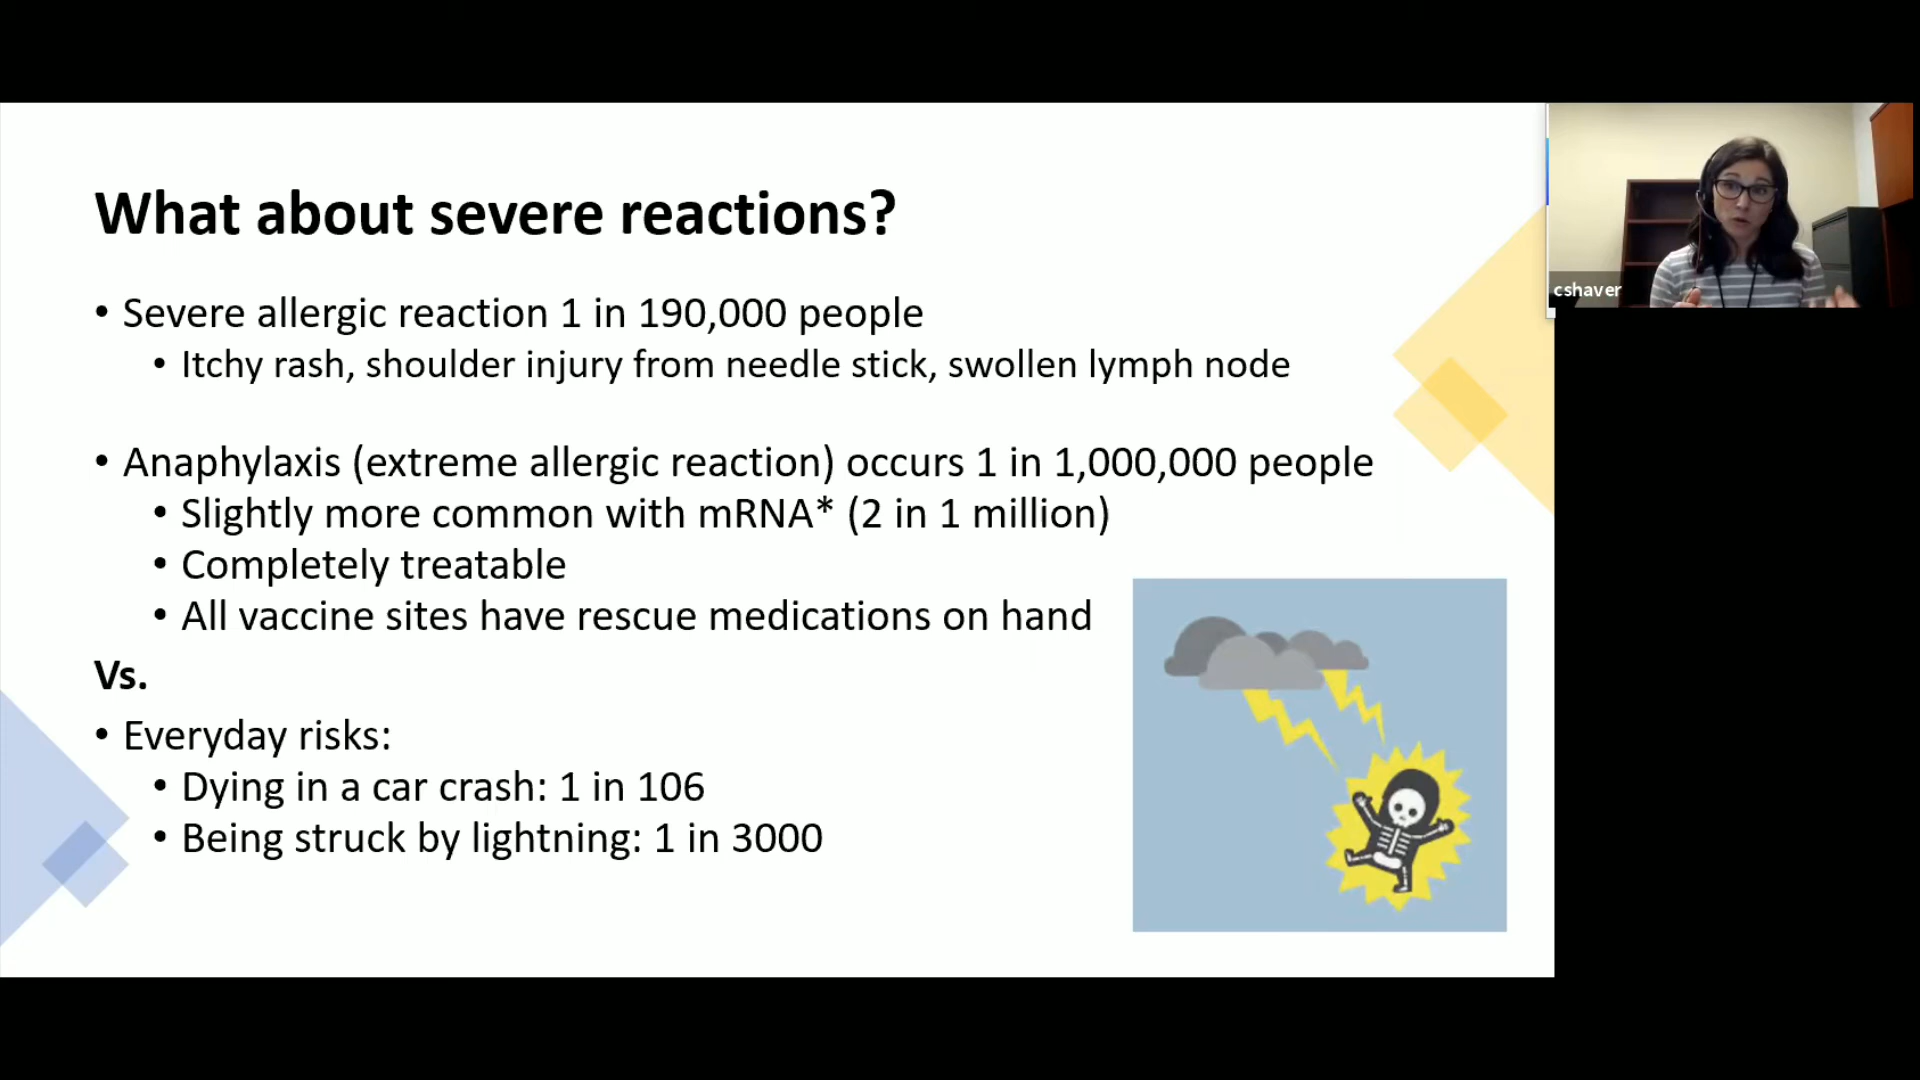 What about severe reactions?
• Severe allergic reaction 1 in 190,000 people
• Itchy rash, shoulder injury from needle stick, swollen lymph node
• Anaphylaxis (extreme allergic reaction) occurs 1 in 1,000,000 people
• Slightly more common with mRNA* (2 in 1 million)
• Completely treatable
• All vaccine sites have rescue medications on hand
Vs.
• Everyday risks:
• Dying in a car crash: 1 in 106
• Being struck by lightning: 1 in 3000
cshaver